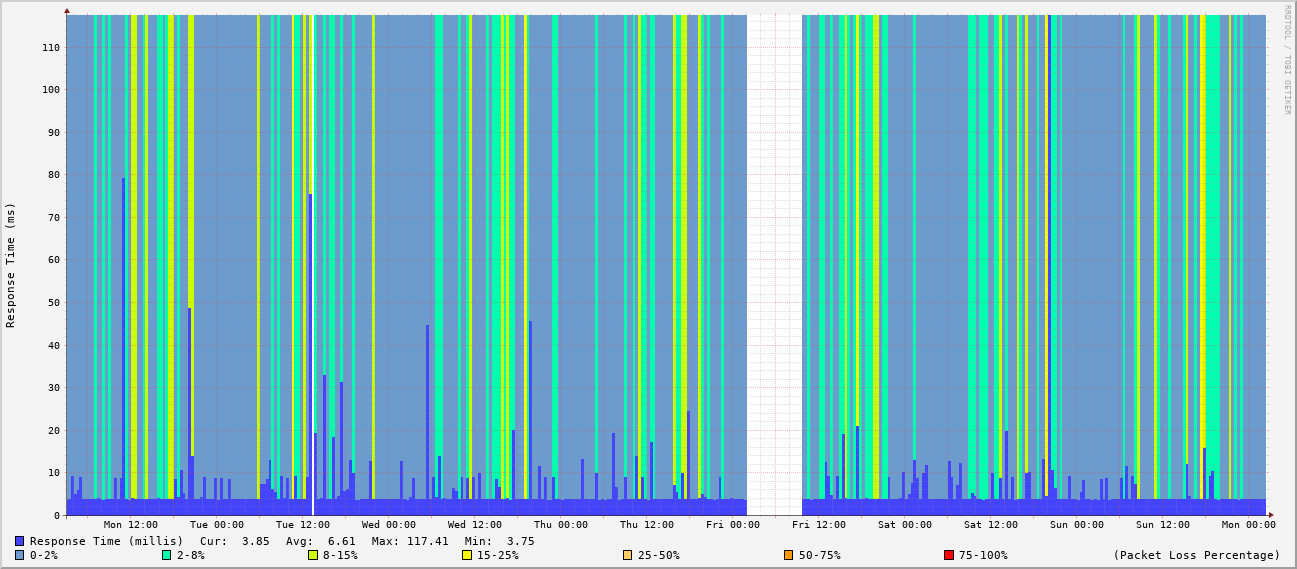 RRDTOOL / TOBI OETIKER
Response Time (ms)
110
100
90
80
70
60
50
40
30
20
10
0
Mon 12:00 Tue 00:00 Tue 12:00 Wed 00:00 Wed 12:00 Thu 00:00 Thu 12:00 Fri 00:00 Fri 12:00 Sat 00:00 Sat 12:00 Sun 00:00 Sun 12:00 Mon 00:00
Response Time (millis) Cur: 3.85 Avg: 6.61 Max: 117.41 Min: 3.75
0-2% 2-8% 8-15% 15-25% 25-50% 50-75% 75-100% (Packet Loss Percentage)